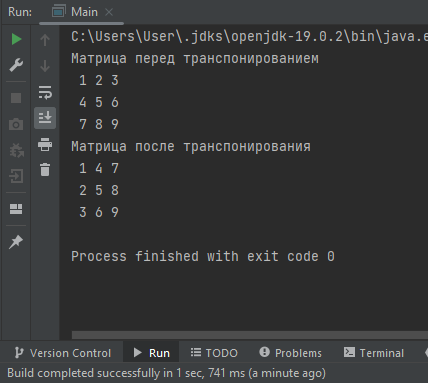 Run: Main ×
C:\Users\User\.jdks\openjdk-19.0.2\bin\java.e
Матрица перед транспонированием
1 2 3
4 5 6
7 8 9
Матрица после транспонирования
1 4 7
2 5 8
3 6 9
Process finished with exit code 0
Version Control Run TODO Problems Terminal
Build completed successfully in 1 sec, 741 ms (a minute ago)